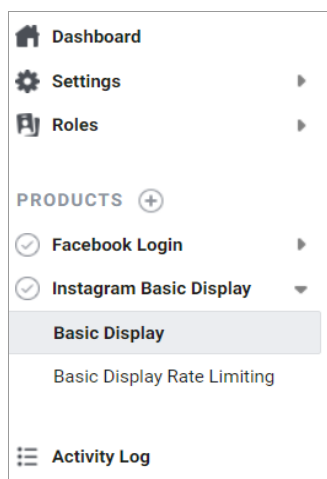 Dashboard
Settings
Roles
PRODUCTS
Facebook Login
Instagram Basic Display
Basic Display
Basic Display Rate Limiting
Activity Log